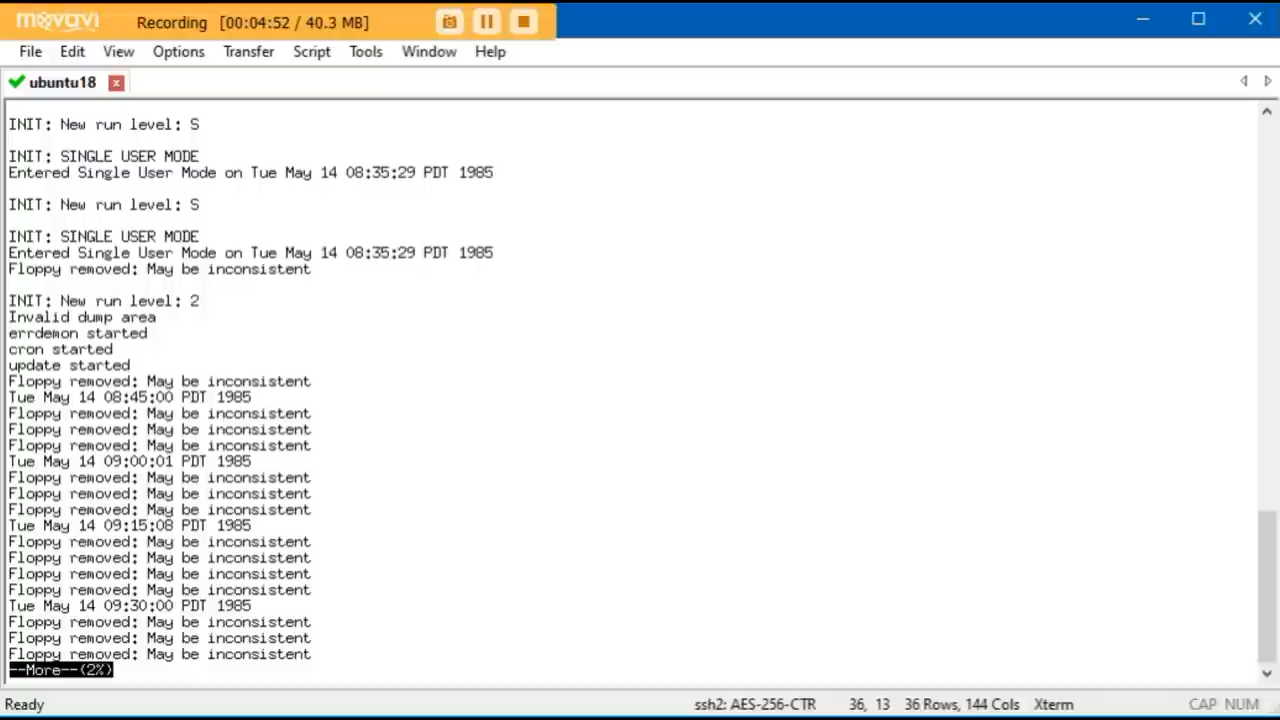 movavi Recording [00:04:52 / 40.3 MB]
File Edit View Options Transfer Script Tools Window Help
ubuntu18
INIT: New run level: S
INIT: SINGLE USER MODE
Entered Single User Mode on Tue May 14 08:35:29 PDT 1985
INIT: New run level: S
INIT: SINGLE USER MODE
Entered Single User Mode on Tue May 14 08:35:29 PDT 1985
Floppy removed: May be inconsistent
INIT: New run level: 2
Invalid dump area
errdemon started
cron started
update started
Floppy removed: May be inconsistent
Tue May 14 08:45:00 PDT 1985
Floppy removed: May be inconsistent
Floppy removed: May be inconsistent
Floppy removed: May be inconsistent
Tue May 14 09:00:01 PDT 1985
Floppy removed: May be inconsistent
Floppy removed: May be inconsistent
Floppy removed: May be inconsistent
Tue May 14 09:15:08 PDT 1985
Floppy removed: May be inconsistent
Floppy removed: May be inconsistent
Floppy removed: May be inconsistent
Floppy removed: May be inconsistent
Tue May 14 09:30:00 PDT 1985
Floppy removed: May be inconsistent
Floppy removed: May be inconsistent
Floppy removed: May be inconsistent
--More--(2%)
Ready ssh2: AES-256-CTR 36, 13 36 Rows, 144 Cols Xterm CAP NUM